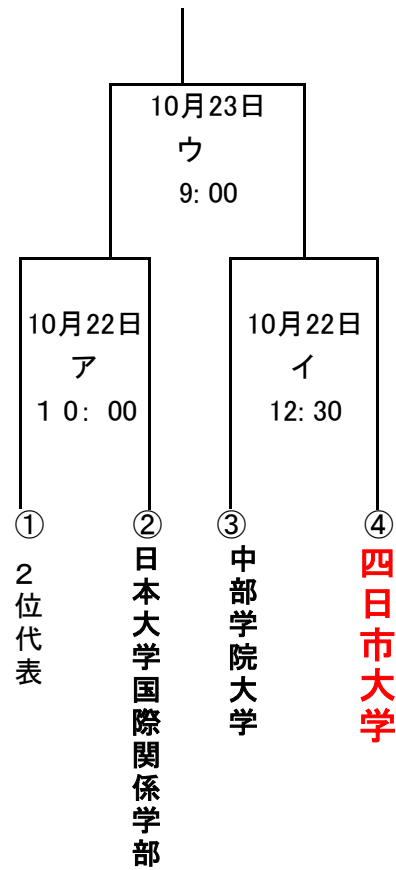 10月23日
ウ
9:00
10月22日
ア
１０：00
10月22日
イ
12:30
①
２位代表
②
日本大学国際関係学部
③
中部学院大学
④
四日市大学